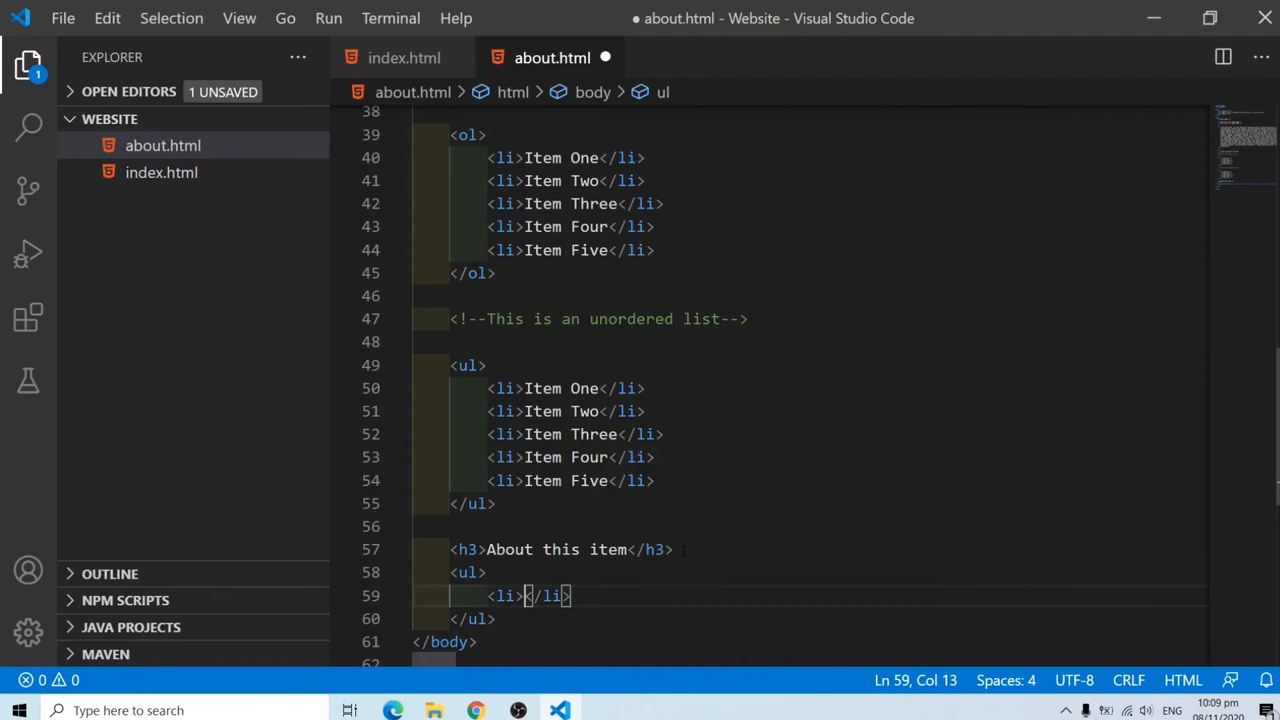 File Edit Selection View Go Run Terminal Help ● about.html - Website - Visual Studio Code
EXPLORER
index.html
about.html
1
OPEN EDITORS 1 UNSAVED
about.html > html > body > ul
WEBSITE
about.html
index.html
38
39 <ol>
40 <li>Item One</li>
41 <li>Item Two</li>
42 <li>Item Three</li>
43 <li>Item Four</li>
44 <li>Item Five</li>
45 </ol>
46
47 <!--This is an unordered list-->
48
49 <ul>
50 <li>Item One</li>
51 <li>Item Two</li>
52 <li>Item Three</li>
53 <li>Item Four</li>
54 <li>Item Five</li>
55 </ul>
56
57 <h3>About this item</h3>
58 <ul>
59 <li></li>
60 </ul>
61 </body>
62
OUTLINE
NPM SCRIPTS
JAVA PROJECTS
MAVEN
0 0 Ln 59, Col 13 Spaces: 4 UTF-8 CRLF HTML
Type here to search
ENG
10:09 pm
08/11/2020